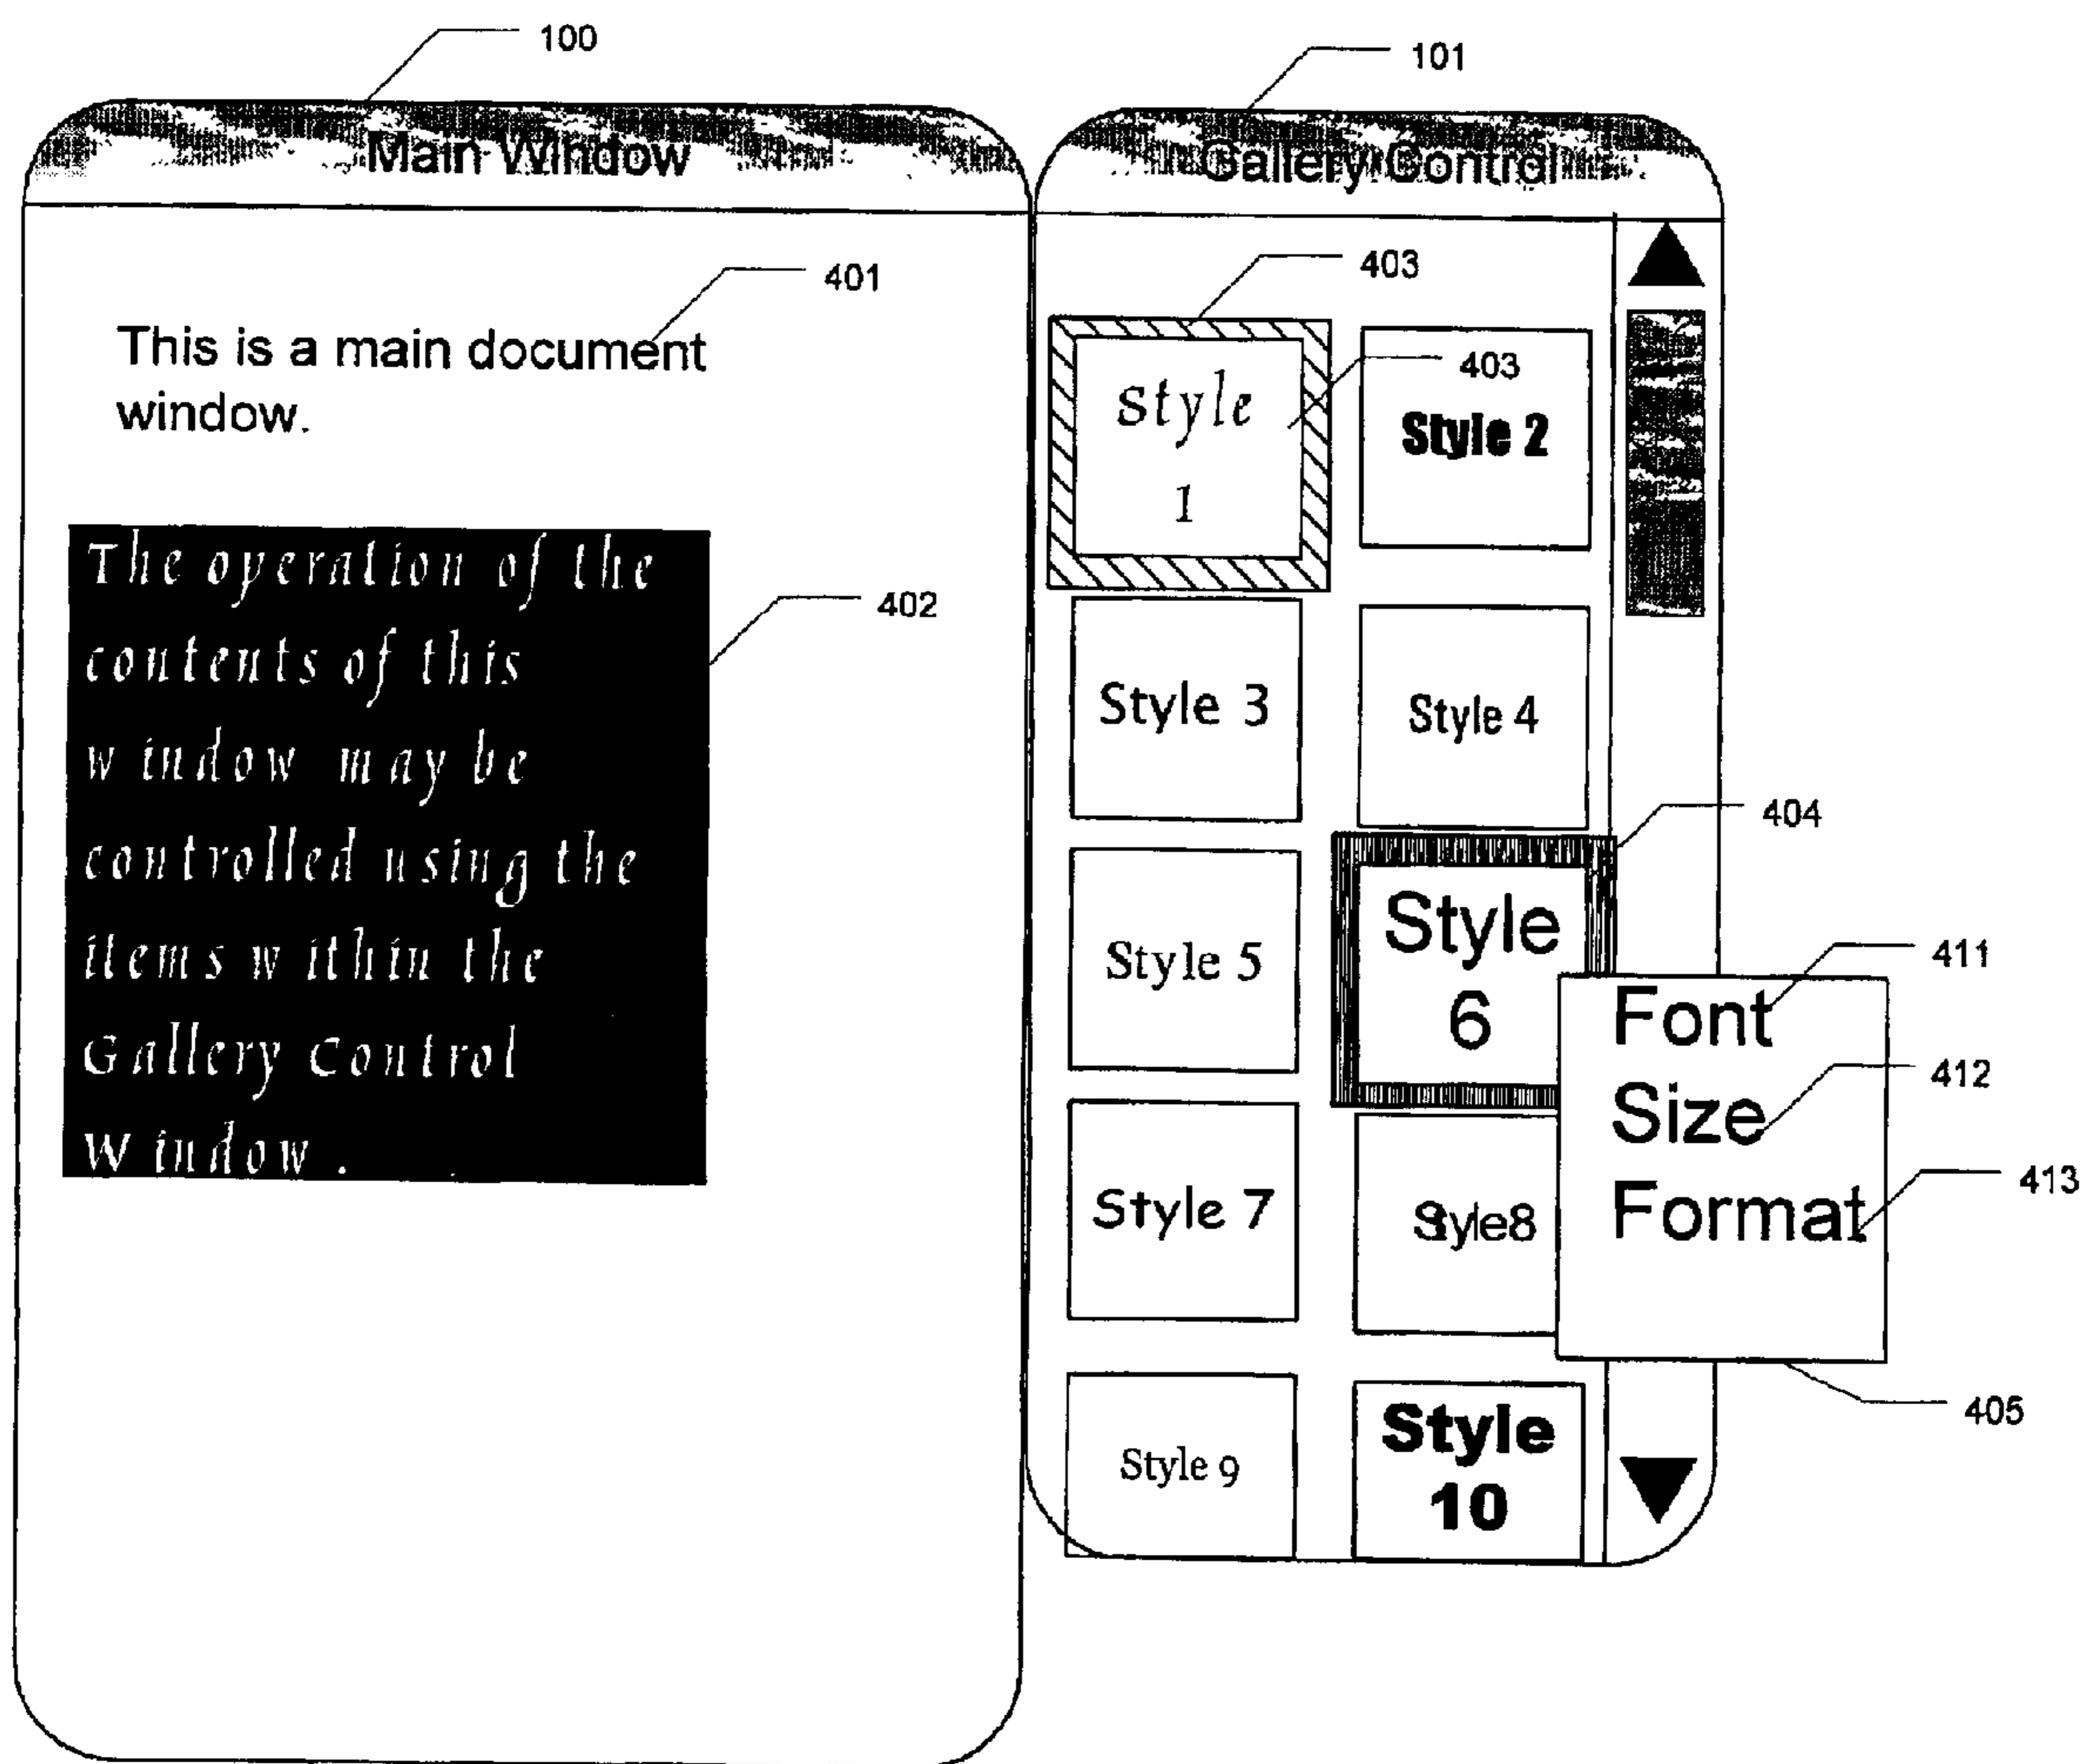 100
101
Main Window
Gallery Control
401
This is a main document
window.
402
The operation of the
contents of this
window may be
controlled using the
items within the
Gallery Control
Window.
403
403
Style
1
Style 2
Style 3
Style 4
404
Style 5
Style
6
411
Font
412
Size
413
Format
Style 7
Style8
405
Style 9
Style
10